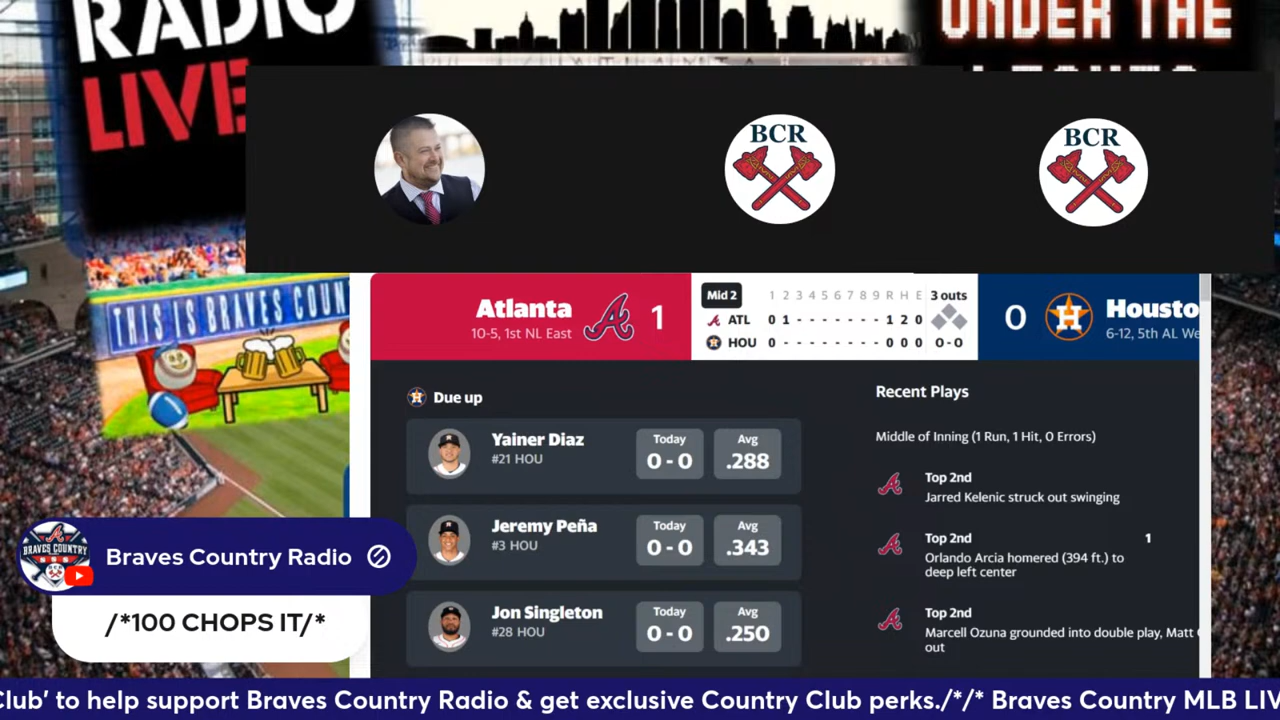 RADIO
LIVE
UNDER THE
BCR
BCR
THIS IS BRAVES COUN
Atlanta
10-5, 1st NL East
1
Mid 2
1 2 3 4 5 6 7 8 9 R H E
ATL 0 1 - - - - - - - 1 2 0
HOU 0 - - - - - - - - 0 0 0
3 outs
0-0
0
Housto
6-12, 5th AL We
Due up
Yainer Diaz
#21 HOU
Today
0-0
Avg
.288
Jeremy Peña
#3 HOU
Today
0-0
Avg
.343
Jon Singleton
#28 HOU
Today
0-0
Avg
.250
Recent Plays
Middle of Inning (1 Run, 1 Hit, 0 Errors)
Top 2nd
Jarred Kelenic struck out swinging
Top 2nd
1
Orlando Arcia homered (394 ft.) to
deep left center
Top 2nd
Marcell Ozuna grounded into double play, Matt
out
BRAVES COUNTRY
Braves Country Radio
/*100 CHOPS IT/*
Club' to help support Braves Country Radio & get exclusive Country Club perks./*/* Braves Country MLB LIV